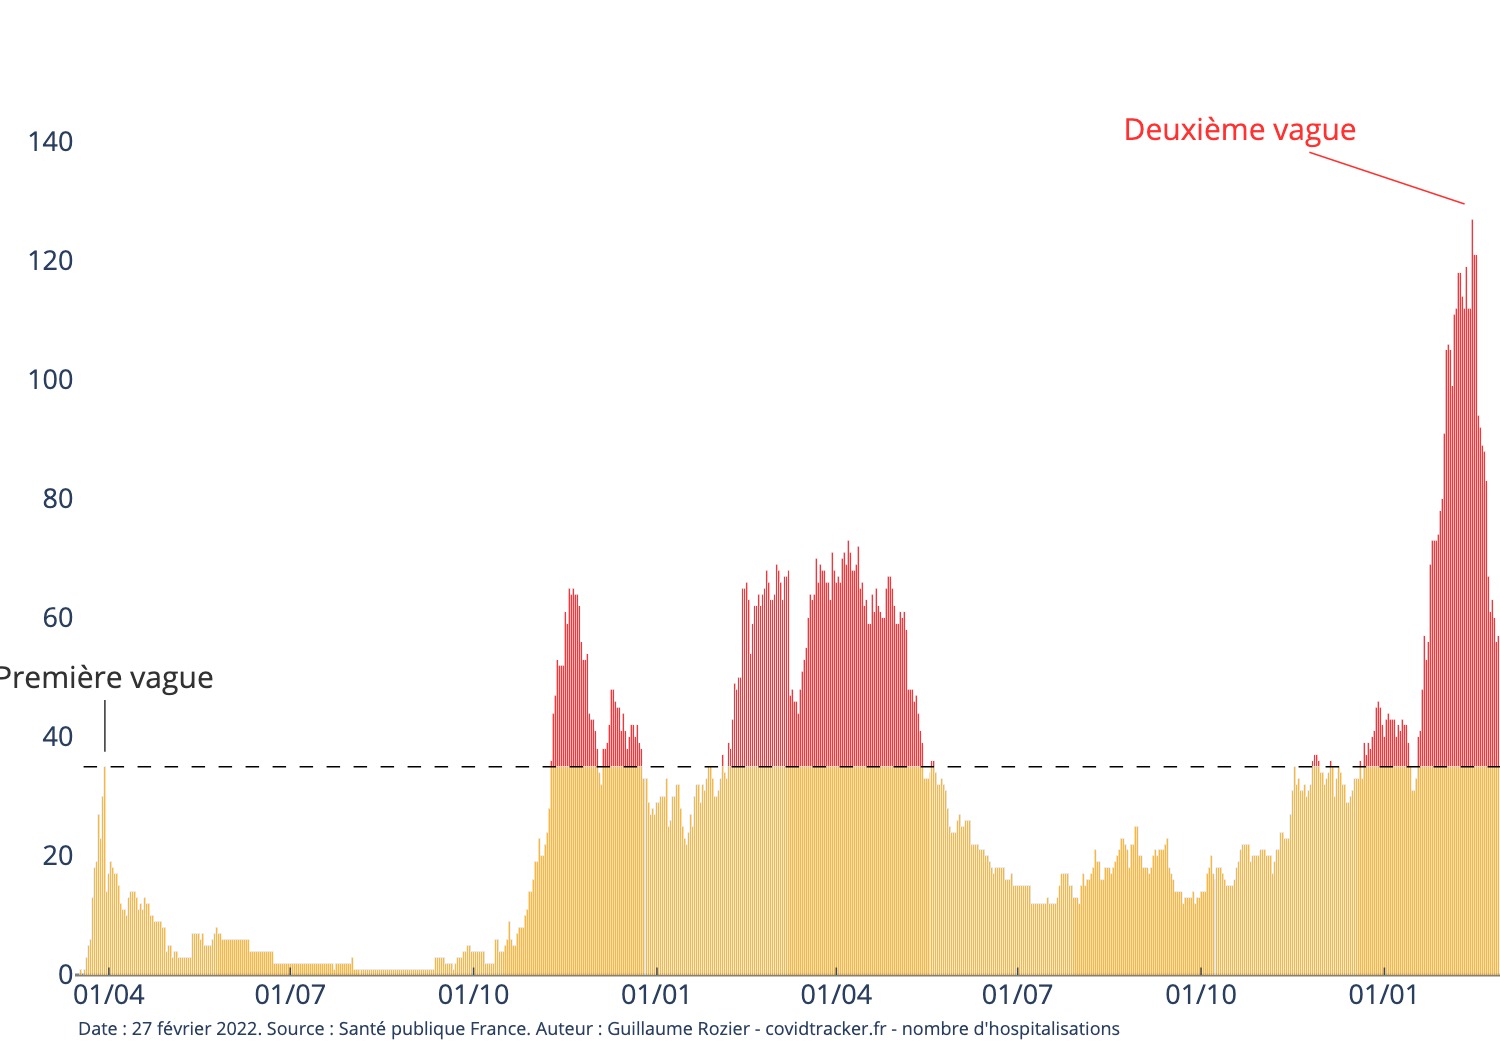 Deuxième vague
140
120
100
80
60
Première vague
40
20
0
01/04 01/07 01/10 01/01 01/04 01/07 01/10 01/01
Date : 27 février 2022. Source : Santé publique France. Auteur : Guillaume Rozier - covidtracker.fr - nombre d'hospitalisations